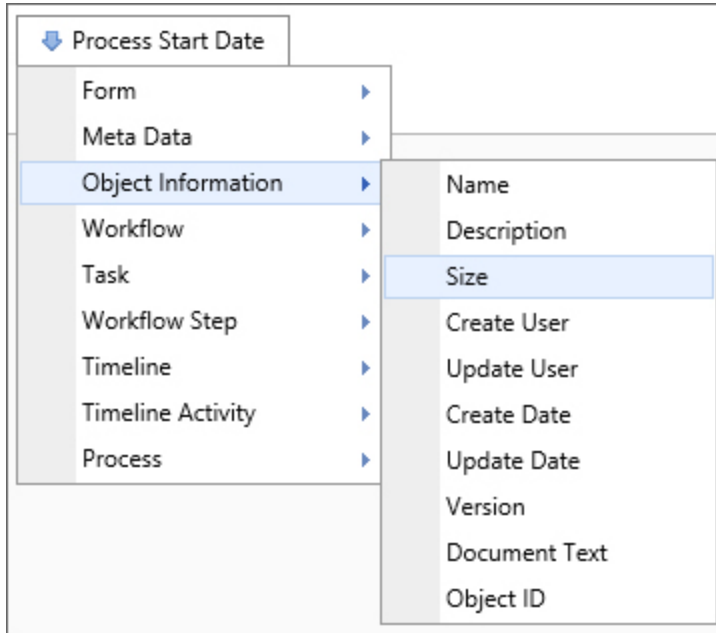 Process Start Date
Form
Meta Data
Object Information
Workflow
Task
Workflow Step
Timeline
Timeline Activity
Process
Name
Description
Size
Create User
Update User
Create Date
Update Date
Version
Document Text
Object ID